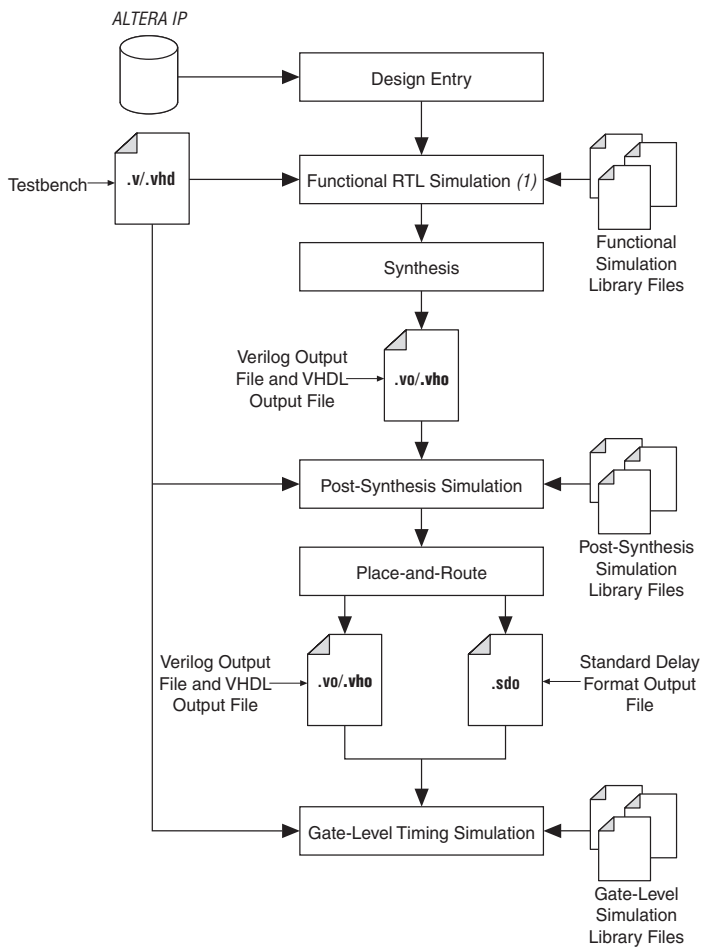 ALTERA IP
Design Entry
.v/.vhd
Testbench
Functional RTL Simulation (1)
Functional
Simulation
Library Files
Synthesis
Verilog Output
File and VHDL
Output File
.vo/.vho
Post-Synthesis Simulation
Post-Synthesis
Simulation
Library Files
Place-and-Route
Verilog Output
File and VHDL
Output File
.vo/.vho
.sdo
Standard Delay
Format Output
File
Gate-Level Timing Simulation
Gate-Level
Simulation
Library Files